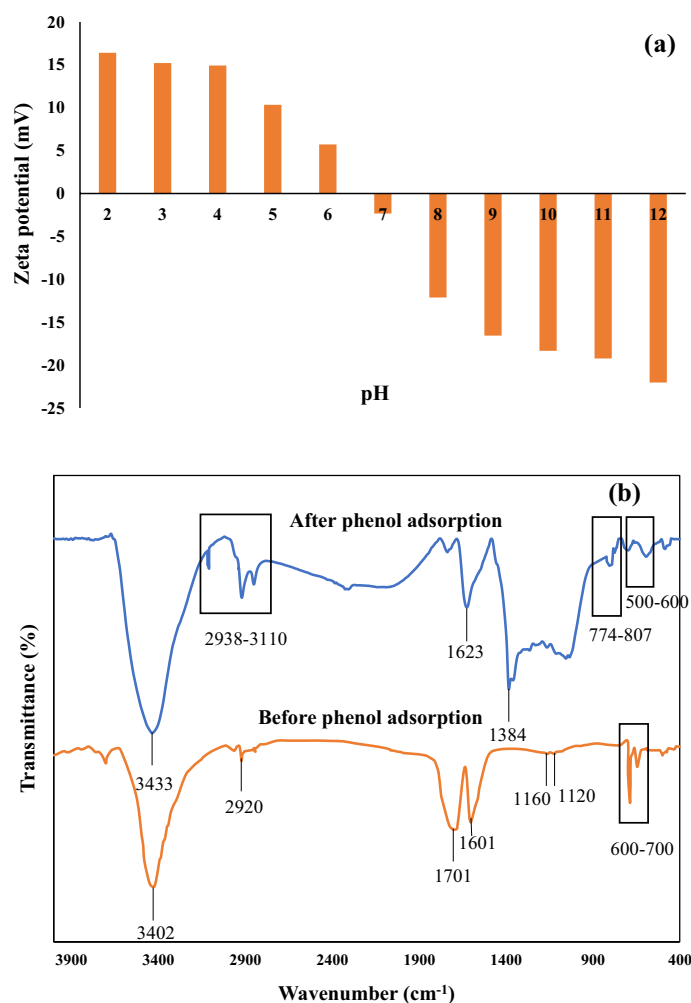 (a)
Zeta potential (mV)
20
15
10
5
0
-5
-10
-15
-20
-25
2 3 4 5 6 7 8 9 10 11 12
pH
(b)
After phenol adsorption
2938-3110
500-600
774-807
1623
1384
Before phenol adsorption
3433
2920
1160 1120
1601
600-700
1701
3402
Transmittance (%)
3900 3400 2900 2400 1900 1400 900 400
Wavenumber (cm⁻¹)